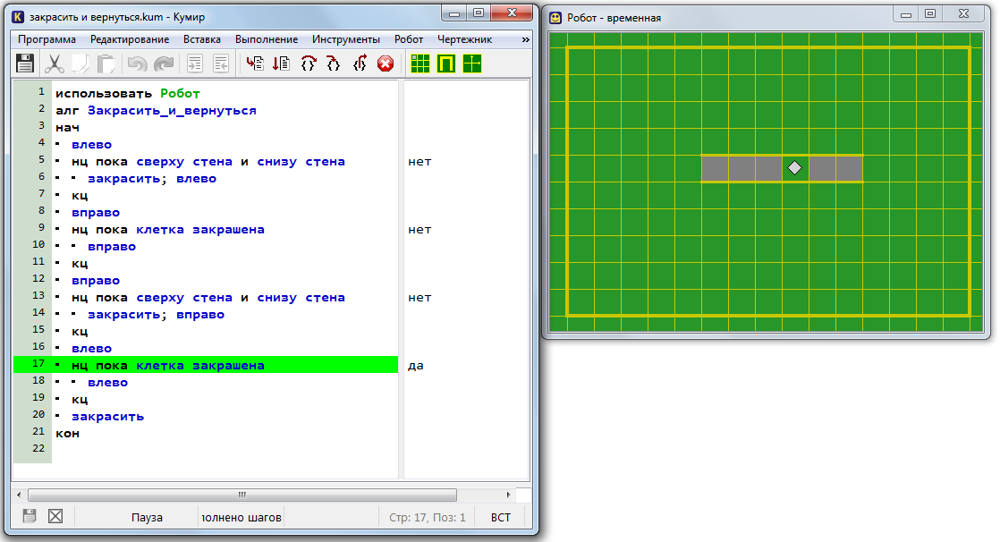 закрасить и вернуться.kum - Кумир
Программа Редактирование Вставка Выполнение Инструменты Робот Чертежник »
1 использовать Робот
2 алг Закрасить_и_вернуться
3 нач
4 влево
5 нц пока сверху стена и снизу стена нет
6 закрасить; влево
7 кц
8 вправо
9 нц пока клетка закрашена нет
10 вправо
11 кц
12 вправо
13 нц пока сверху стена и снизу стена нет
14 закрасить; вправо
15 кц
16 влево
17 нц пока клетка закрашена да
18 влево
19 кц
20 закрасить
21 кон
22
Пауза олнено шагов Стр: 17, Поз: 1 ВСТ
Робот - временная